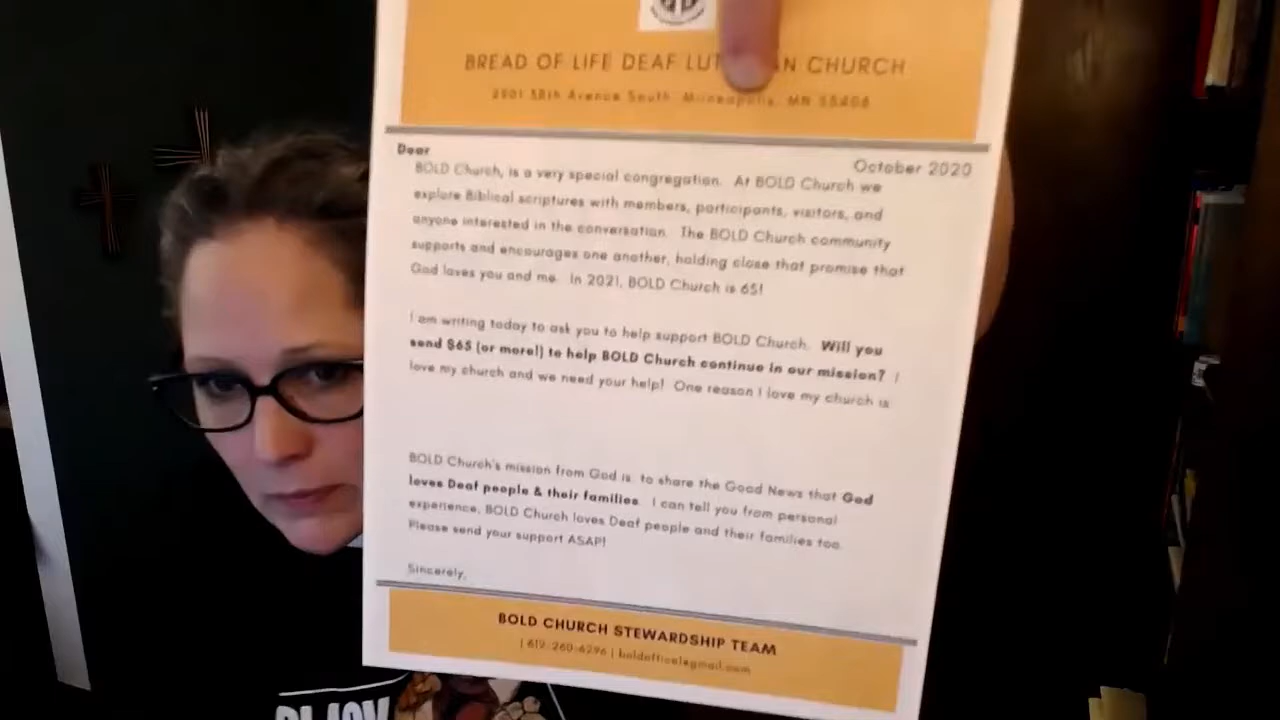 BREAD OF LIFE DEAF LUT AN CHURCH
2901 38th Avenue South, Minneapolis, MN 55406
Dear
October 2020
BOLD Church, is a very special congregation. At BOLD Church we
explore Biblical scriptures with members, participants, visitors, and
anyone interested in the conversation. The BOLD Church community
supports and encourages one another, holding close that promise that
God loves you and me. In 2021, BOLD Church is 65!
I am writing today to ask you to help support BOLD Church. Will you
send $65 (or more!) to help BOLD Church continue in our mission? I
love my church and we need your help! One reason I love my church is
BOLD Church's mission from God is: to share the Good News that God
loves Deaf people & their families. I can tell you from personal
experience, BOLD Church loves Deaf people and their families too.
Please send your support ASAP!
Sincerely,
BOLD CHURCH STEWARDSHIP TEAM
| 612-260-6296 | boldoffice1@gmail.com